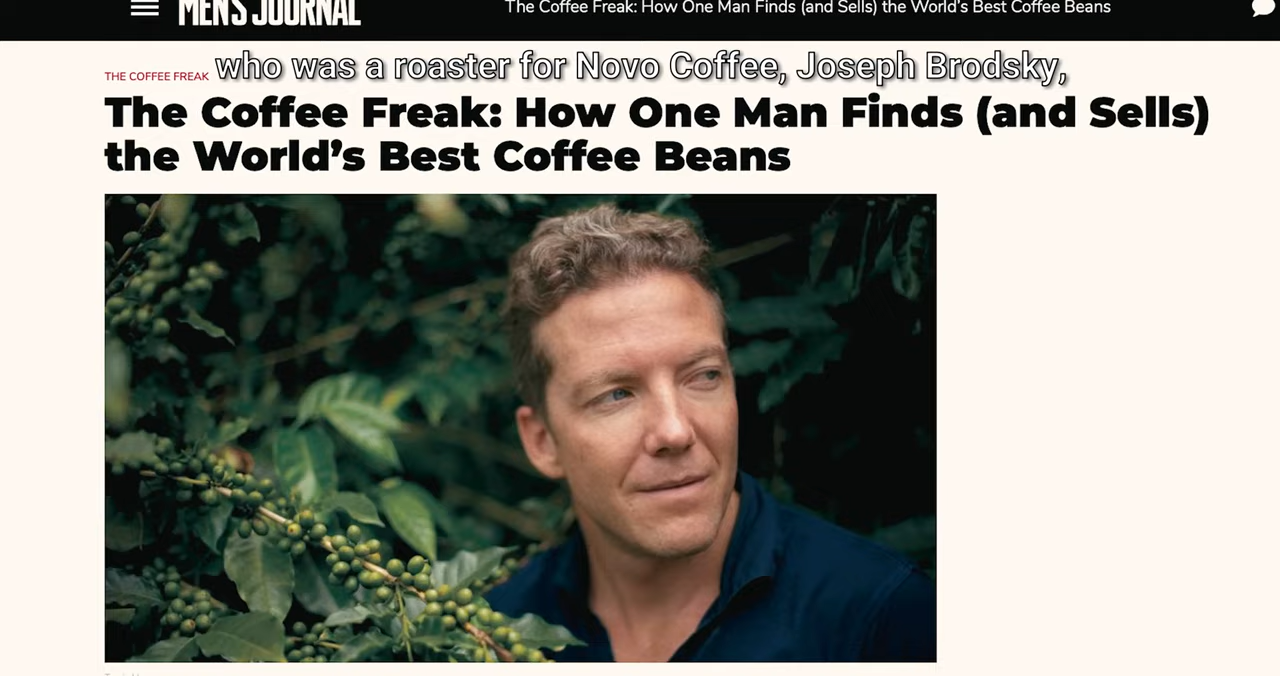 MEN'S JOURNAL
The Coffee Freak: How One Man Finds (and Sells) the World's Best Coffee Beans
THE COFFEE FREAK
who was a roaster for Novo Coffee, Joseph Brodsky,
The Coffee Freak: How One Man Finds (and Sells)
the World's Best Coffee Beans